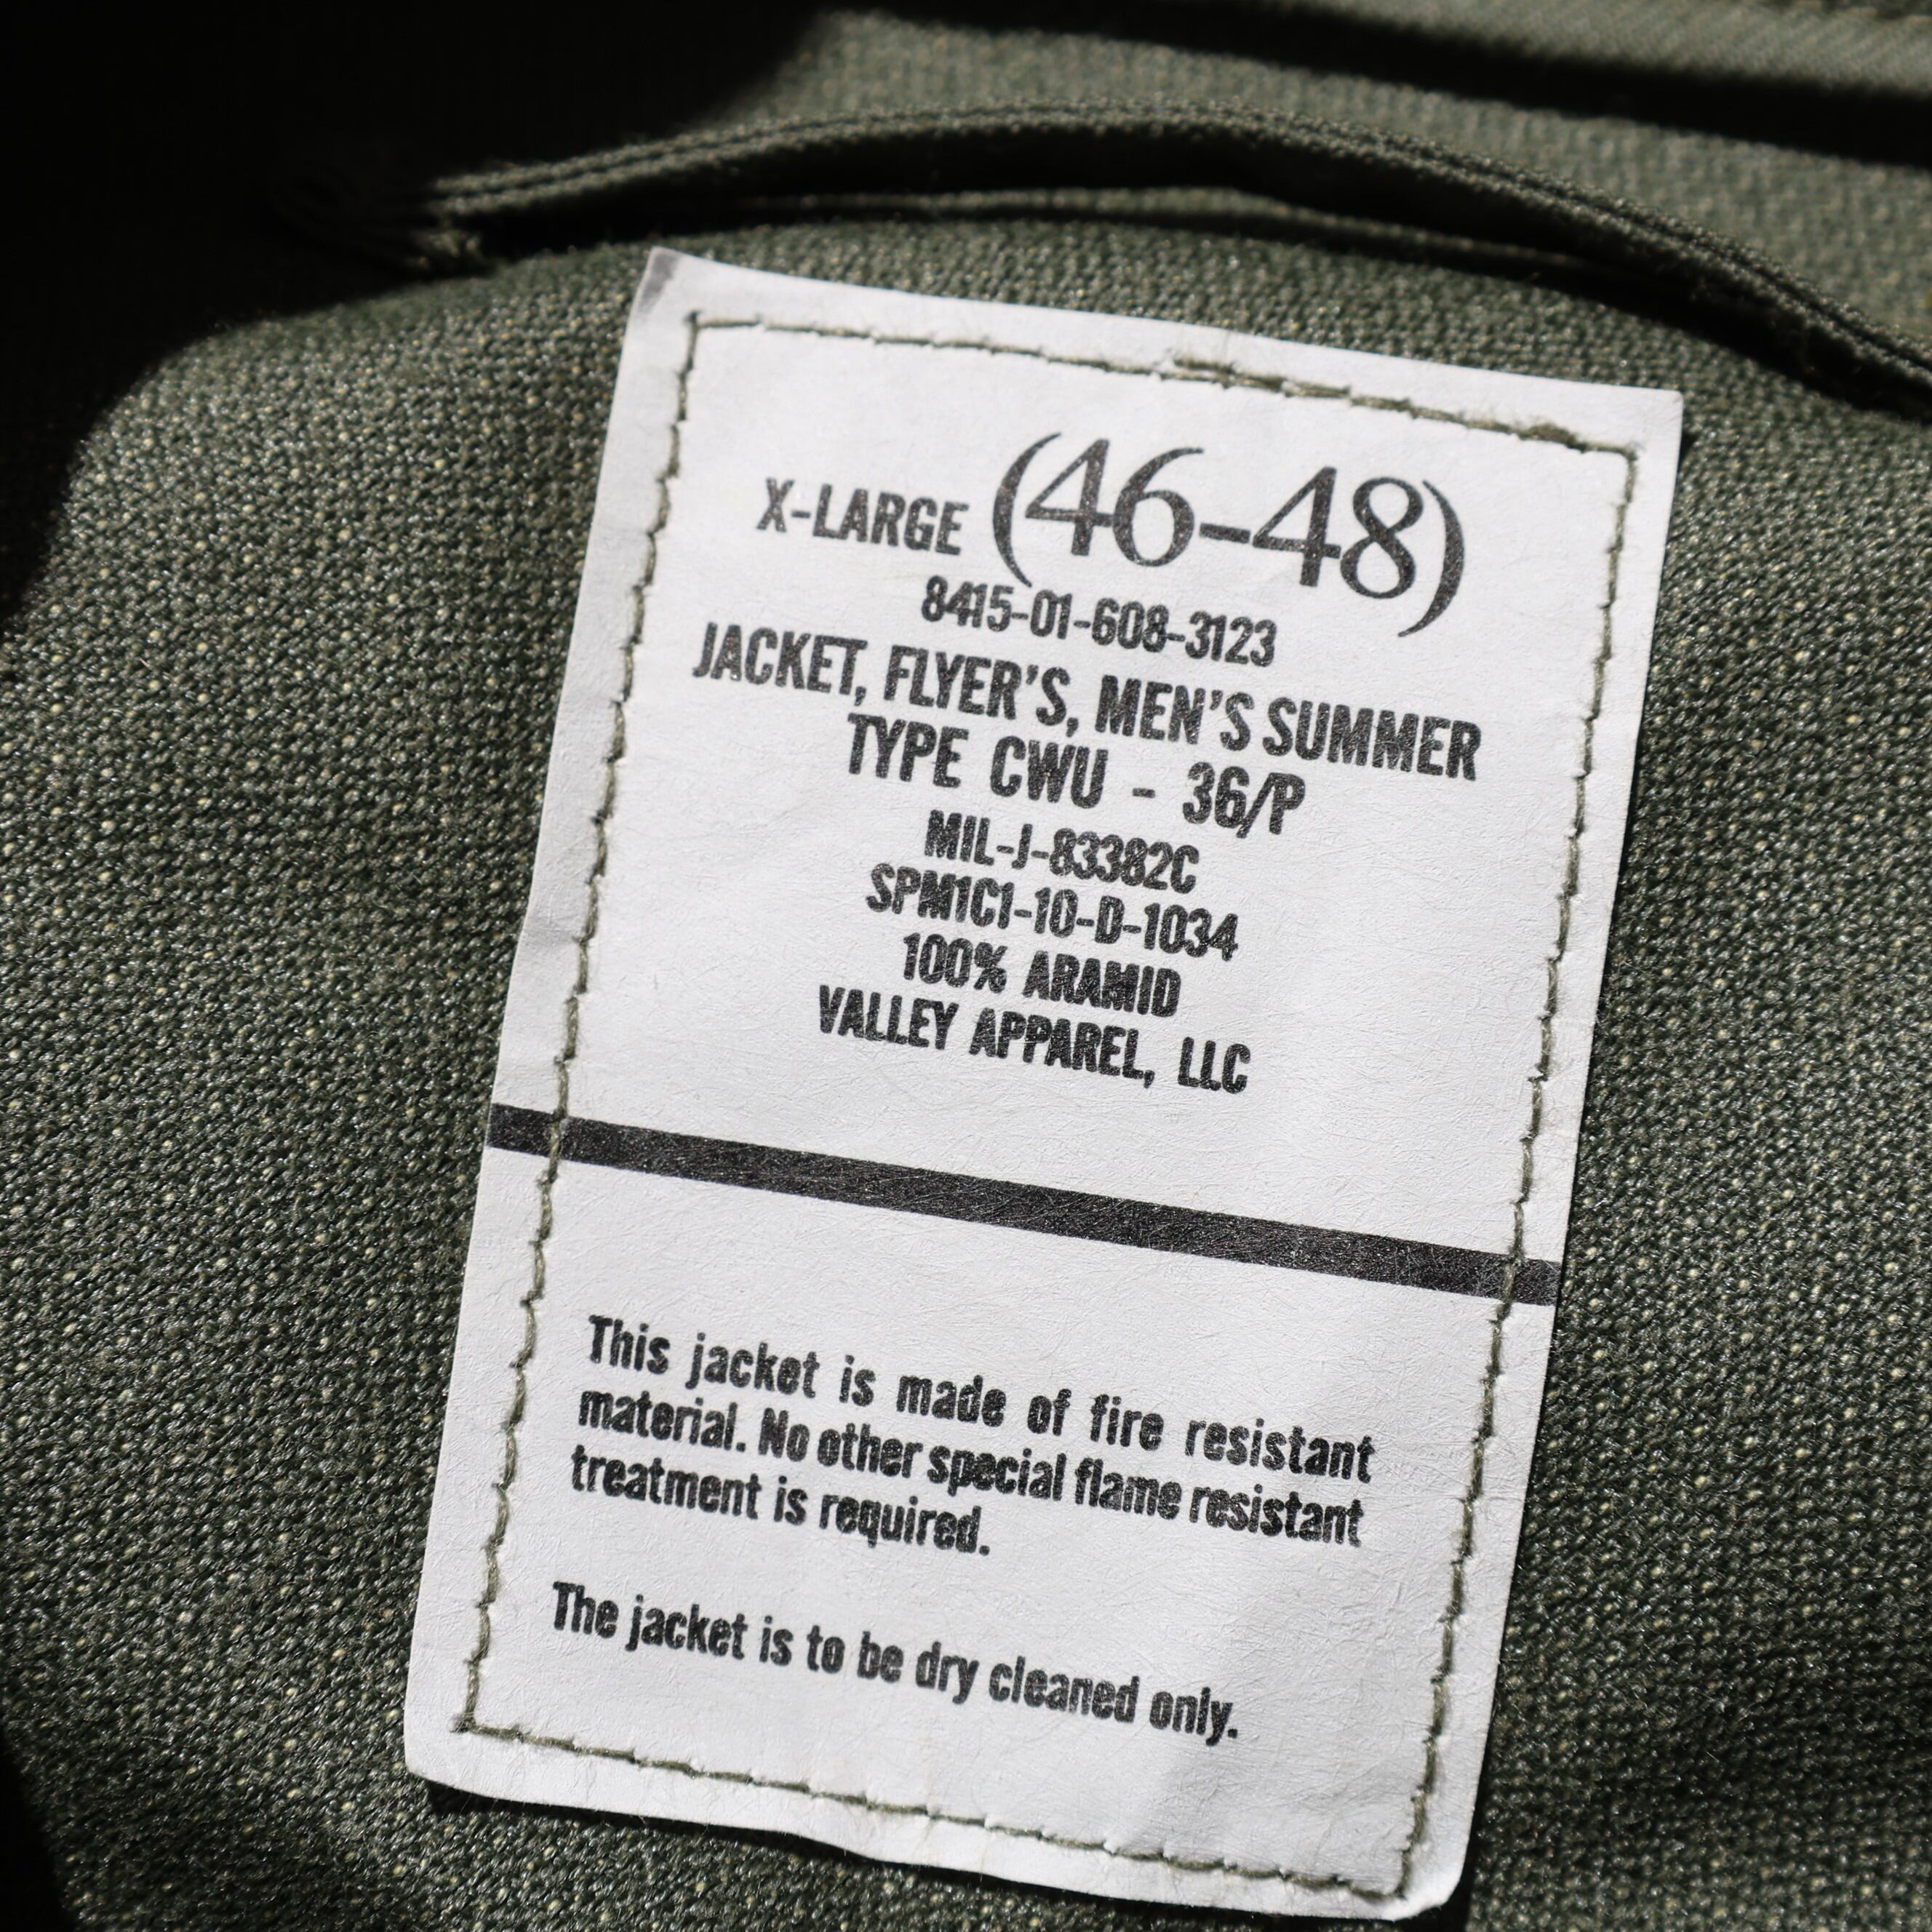 X-LARGE (46-48)
8415-01-608-3123
JACKET, FLYER'S, MEN'S SUMMER
TYPE CWU - 36/P
MIL-J-83382C
SPM1C1-10-D-1034
100% ARAMID
VALLEY APPAREL, LLC
This jacket is made of fire resistant
material. No other special flame resistant
treatment is required.
The jacket is to be dry cleaned only.